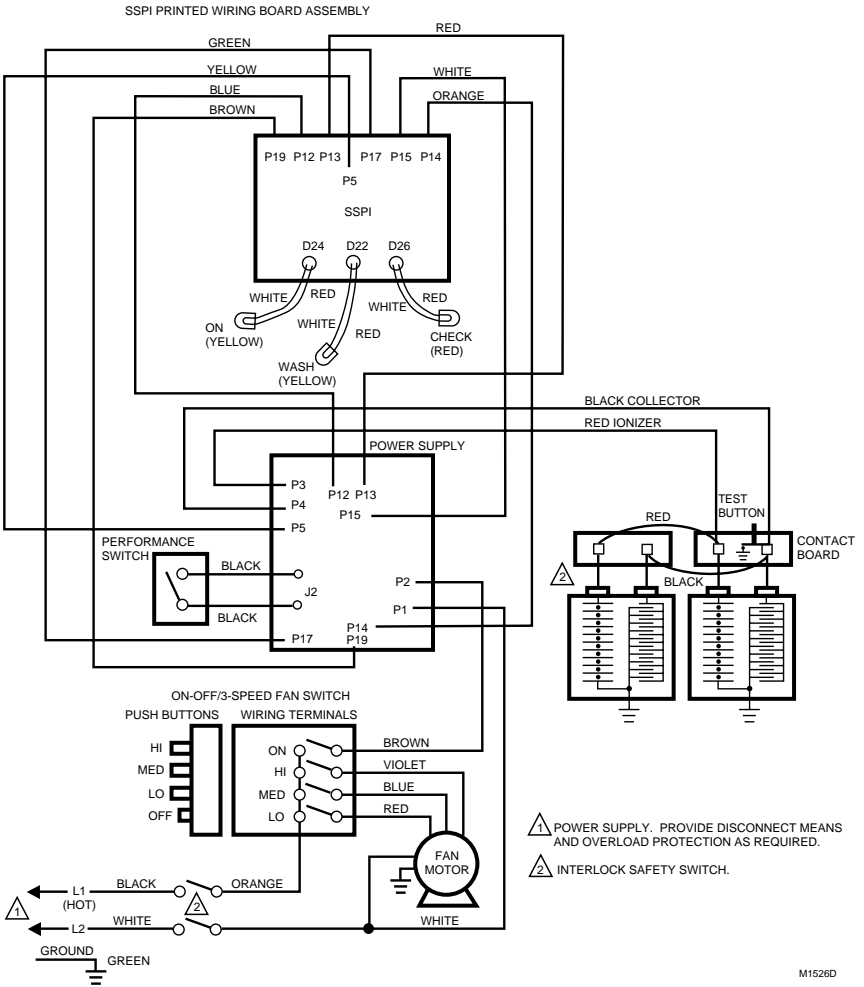 SSPI PRINTED WIRING BOARD ASSEMBLY
RED
GREEN
YELLOW
WHITE
BLUE
ORANGE
BROWN
P19 P12 P13 P17 P15 P14
P5
SSPI
D24 D22 D26
WHITE RED
WHITE
RED
RED
WHITE
ON
(YELLOW)
CHECK
(RED)
WASH
(YELLOW)
BLACK COLLECTOR
RED IONIZER
POWER SUPPLY
P3
P12 P13
P4
P15
P5
TEST
BUTTON
RED
CONTACT
BOARD
PERFORMANCE
SWITCH
BLACK
J2
BLACK
P2
P1
P14
P17
P19
2
BLACK
ON-OFF/3-SPEED FAN SWITCH
PUSH BUTTONS WIRING TERMINALS
HI
MED
LO
OFF
ON
HI
MED
LO
BROWN
VIOLET
BLUE
RED
FAN
MOTOR
1 POWER SUPPLY. PROVIDE DISCONNECT MEANS
AND OVERLOAD PROTECTION AS REQUIRED.
2 INTERLOCK SAFETY SWITCH.
L1
(HOT)
BLACK
ORANGE
1
2
L2
WHITE
WHITE
GROUND
GREEN
M1526D